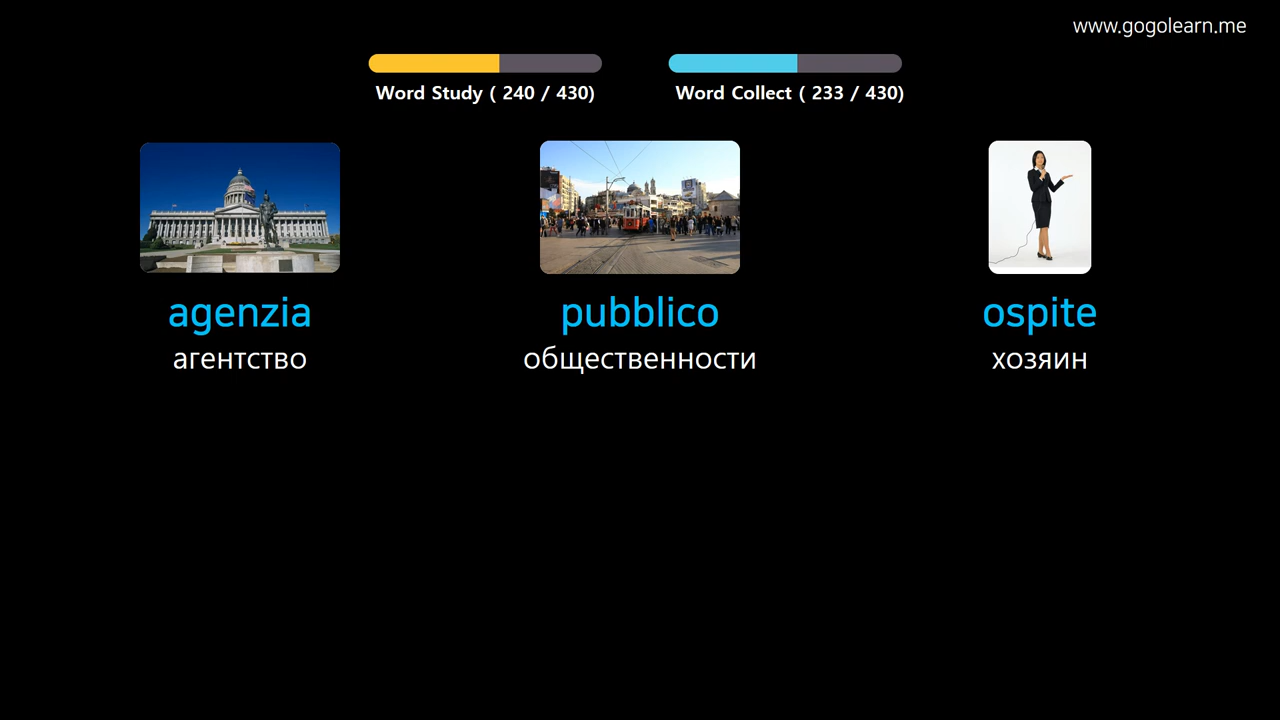 www.gogolearn.me
Word Study ( 240 / 430)
Word Collect ( 233 / 430)
agenzia
агентство
pubblico
общественности
ospite
хозяин